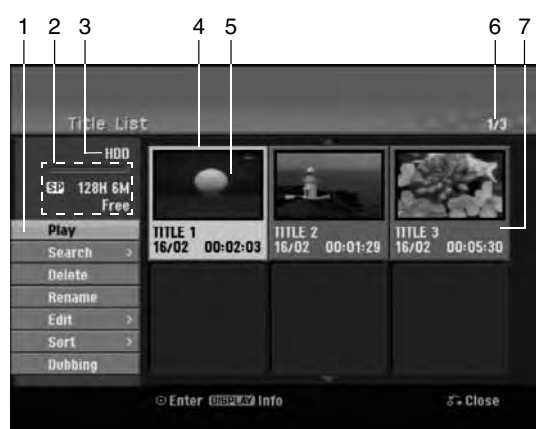 1 2 3 4 5 6 7
Title List 1/3
HDD
SP 128H 6M
Free
Play
Search >
Delete
Rename
Edit >
Sort >
Dubbing
TITLE 1
16/02 00:02:03
TITLE 2
16/02 00:01:29
TITLE 3
16/02 00:05:30
Enter DISPLAY Info
Close